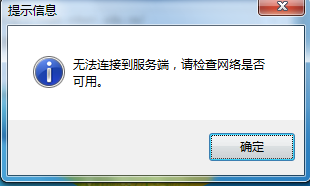 提示信息
无法连接到服务端，请检查网络是否
可用。
确定